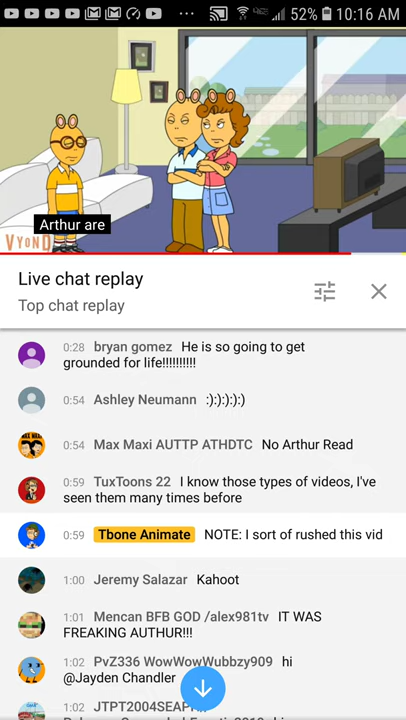 52% 10:16 AM
Arthur are
VYOND
Live chat replay
Top chat replay
0:28 bryan gomez He is so going to get
grounded for life!!!!!!!!!!
0:54 Ashley Neumann :):):):):)
0:54 Max Maxi AUTTP ATHDTC No Arthur Read
0:59 TuxToons 22 I know those types of videos, I've
seen them many times before
0:59 Tbone Animate NOTE: I sort of rushed this vid
1:00 Jeremy Salazar Kahoot
1:01 Mencan BFB GOD /alex981tv IT WAS
FREAKING AUTHUR!!!
1:02 PvZ336 WowWowWubbzy909 hi
@Jayden Chandler
1:02